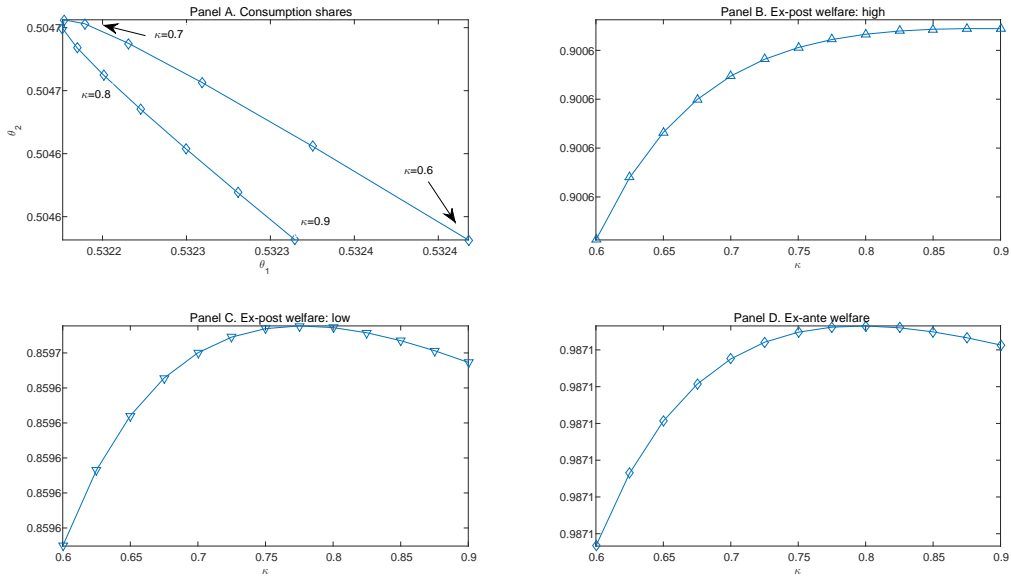 Panel A. Consumption shares
0.5047
0.5047
0.5046
0.5046
θ2
κ=0.7
κ=0.8
κ=0.6
κ=0.9
0.5322 0.5323 0.5323 0.5324 0.5324
θ1
Panel B. Ex-post welfare: high
0.9006
0.9006
0.9006
0.9006
0.6 0.65 0.7 0.75 0.8 0.85 0.9
κ
Panel C. Ex-post welfare: low
0.8597
0.8596
0.8596
0.8596
0.8596
0.8596
0.6 0.65 0.7 0.75 0.8 0.85 0.9
κ
Panel D. Ex-ante welfare
0.9871
0.9871
0.9871
0.9871
0.9871
0.9871
0.6 0.65 0.7 0.75 0.8 0.85 0.9
κ